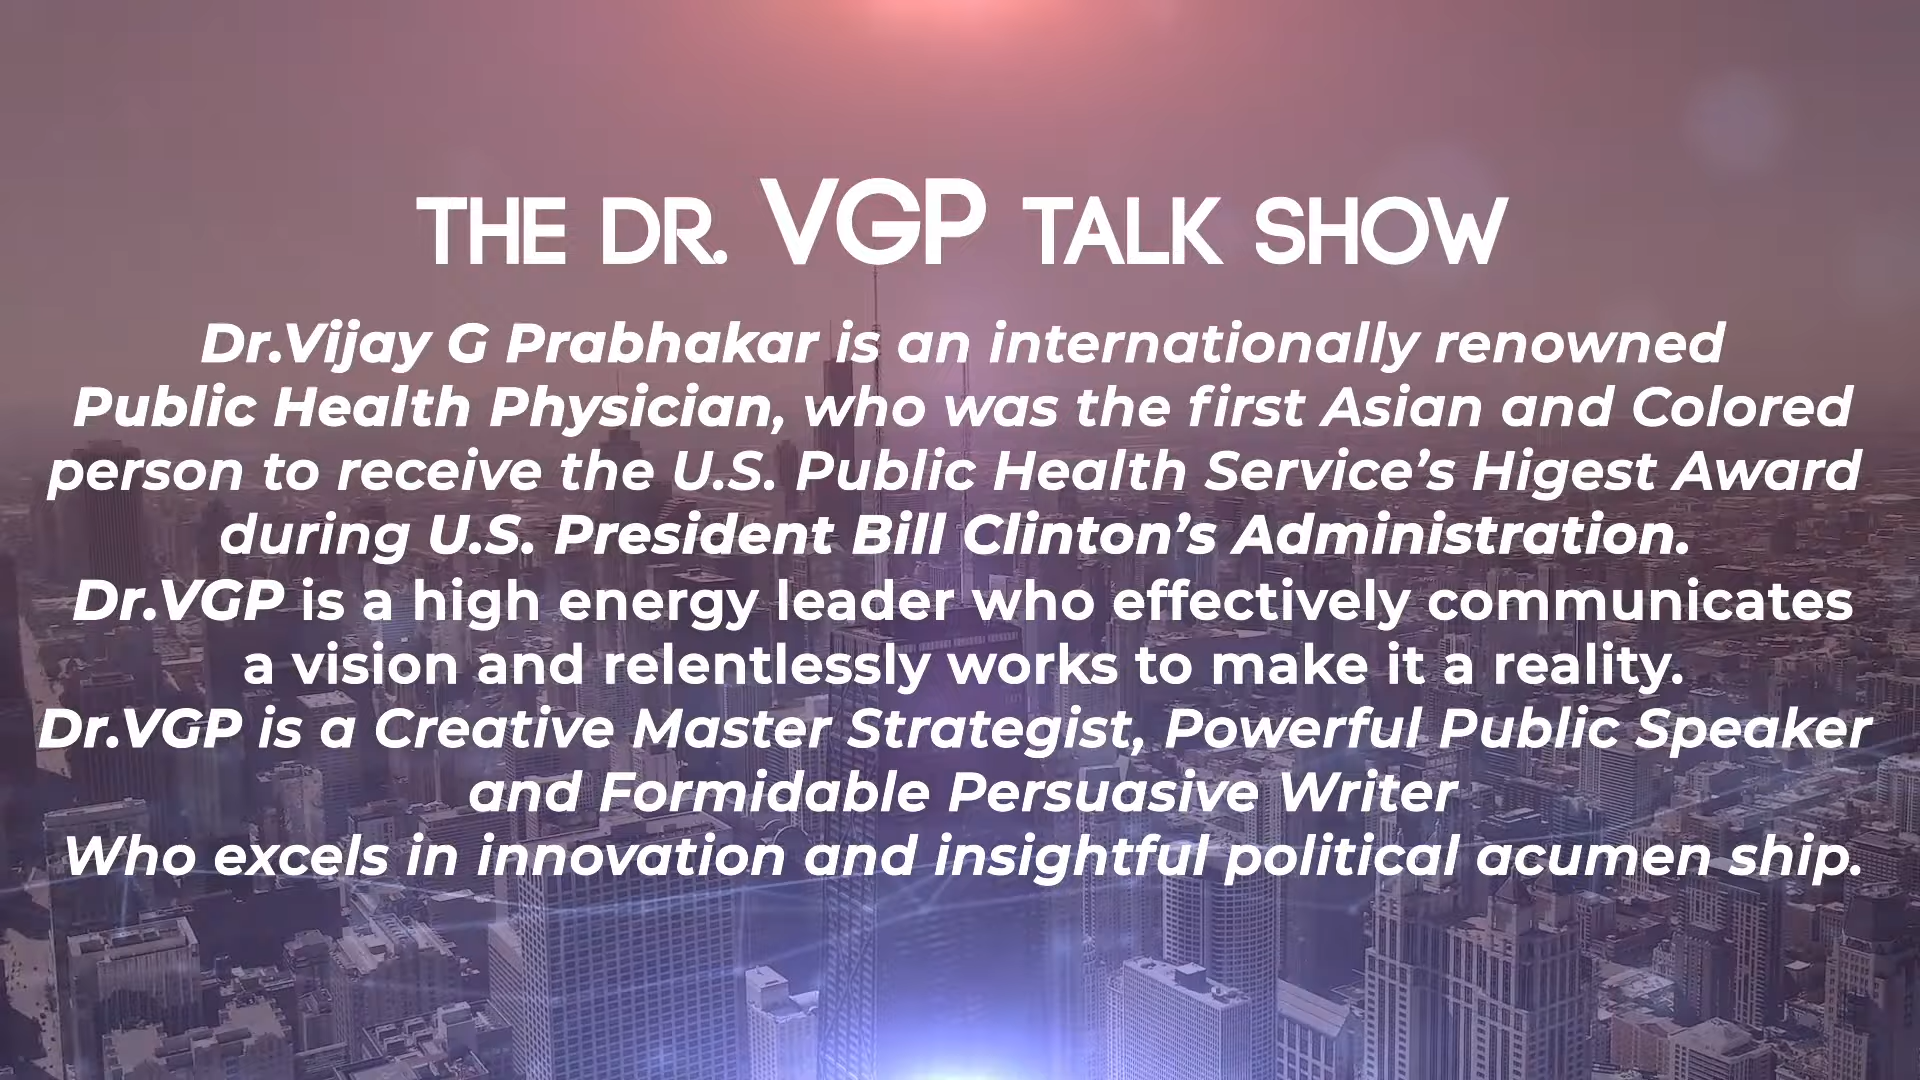 THE DR. VGP TALK SHOW
Dr.Vijay G Prabhakar is an internationally renowned
Public Health Physician, who was the first Asian and Colored
person to receive the U.S. Public Health Service’s Higest Award
during U.S. President Bill Clinton’s Administration.
Dr.VGP is a high energy leader who effectively communicates
a vision and relentlessly works to make it a reality.
Dr.VGP is a Creative Master Strategist, Powerful Public Speaker
and Formidable Persuasive Writer
Who excels in innovation and insightful political acumen ship.